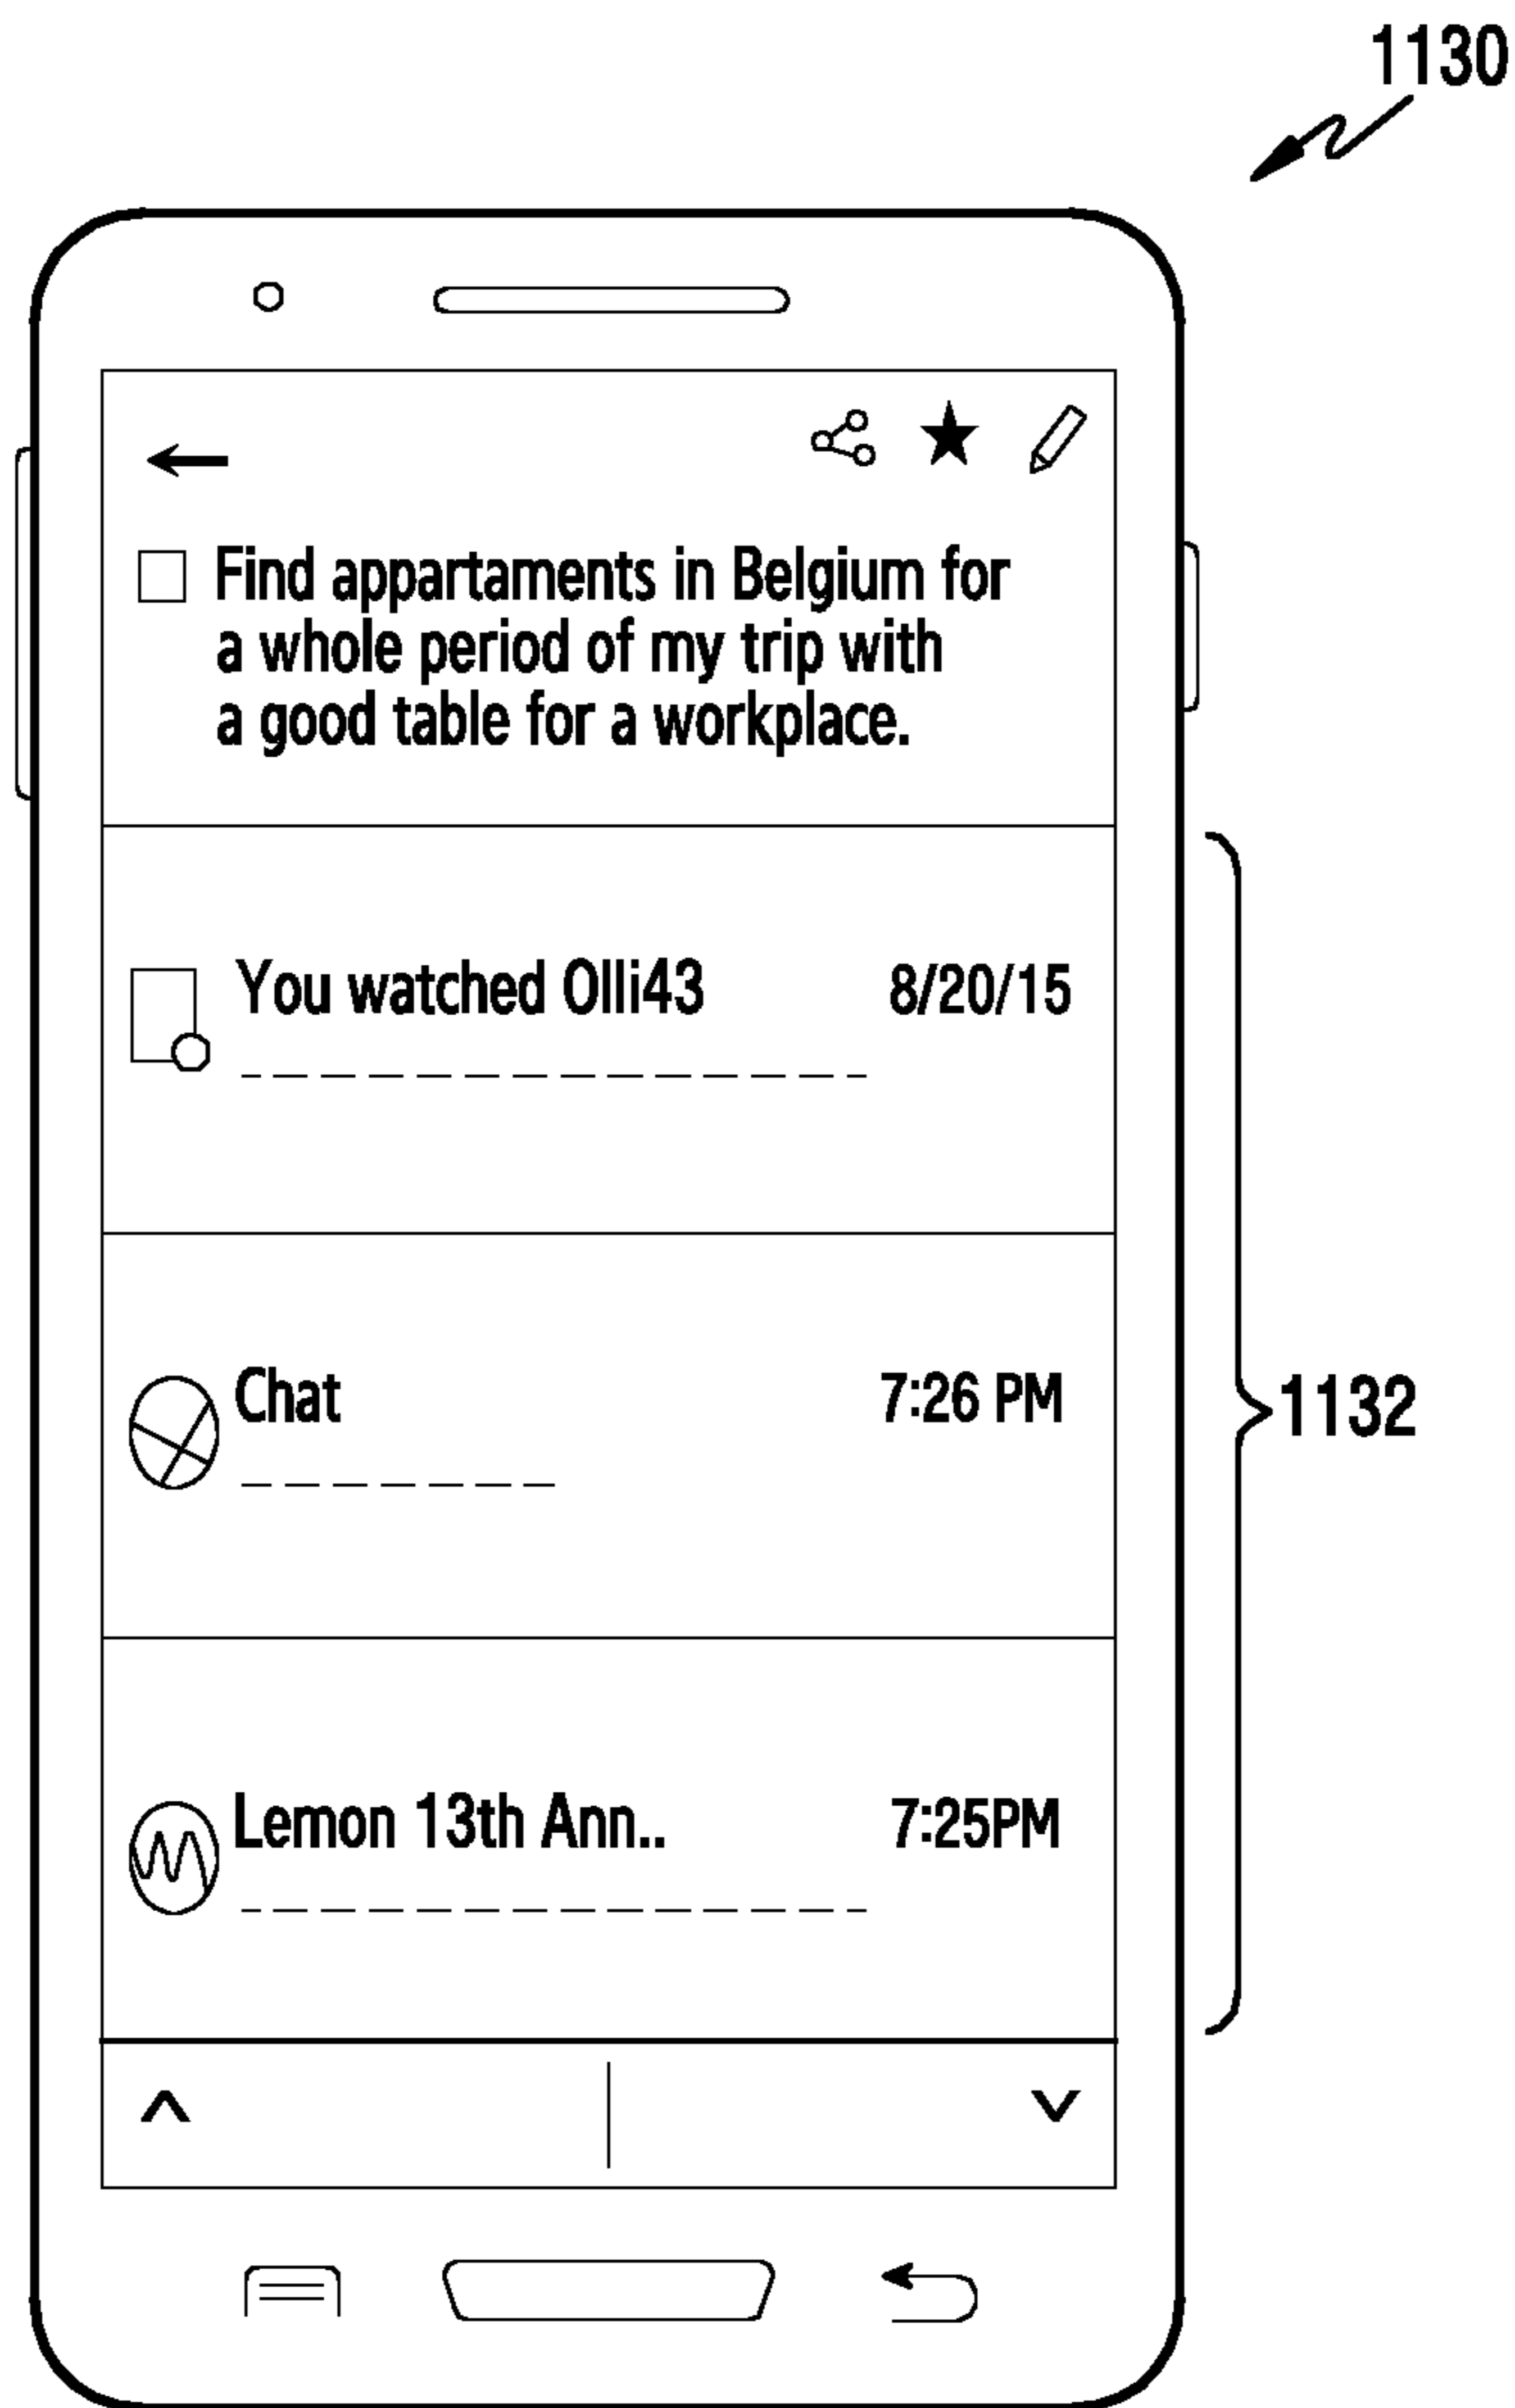 1130
Find appartaments in Belgium for
a whole period of my trip with
a good table for a workplace.
You watched Olli43 8/20/15
Chat 7:26 PM
1132
Lemon 13th Ann.. 7:25PM